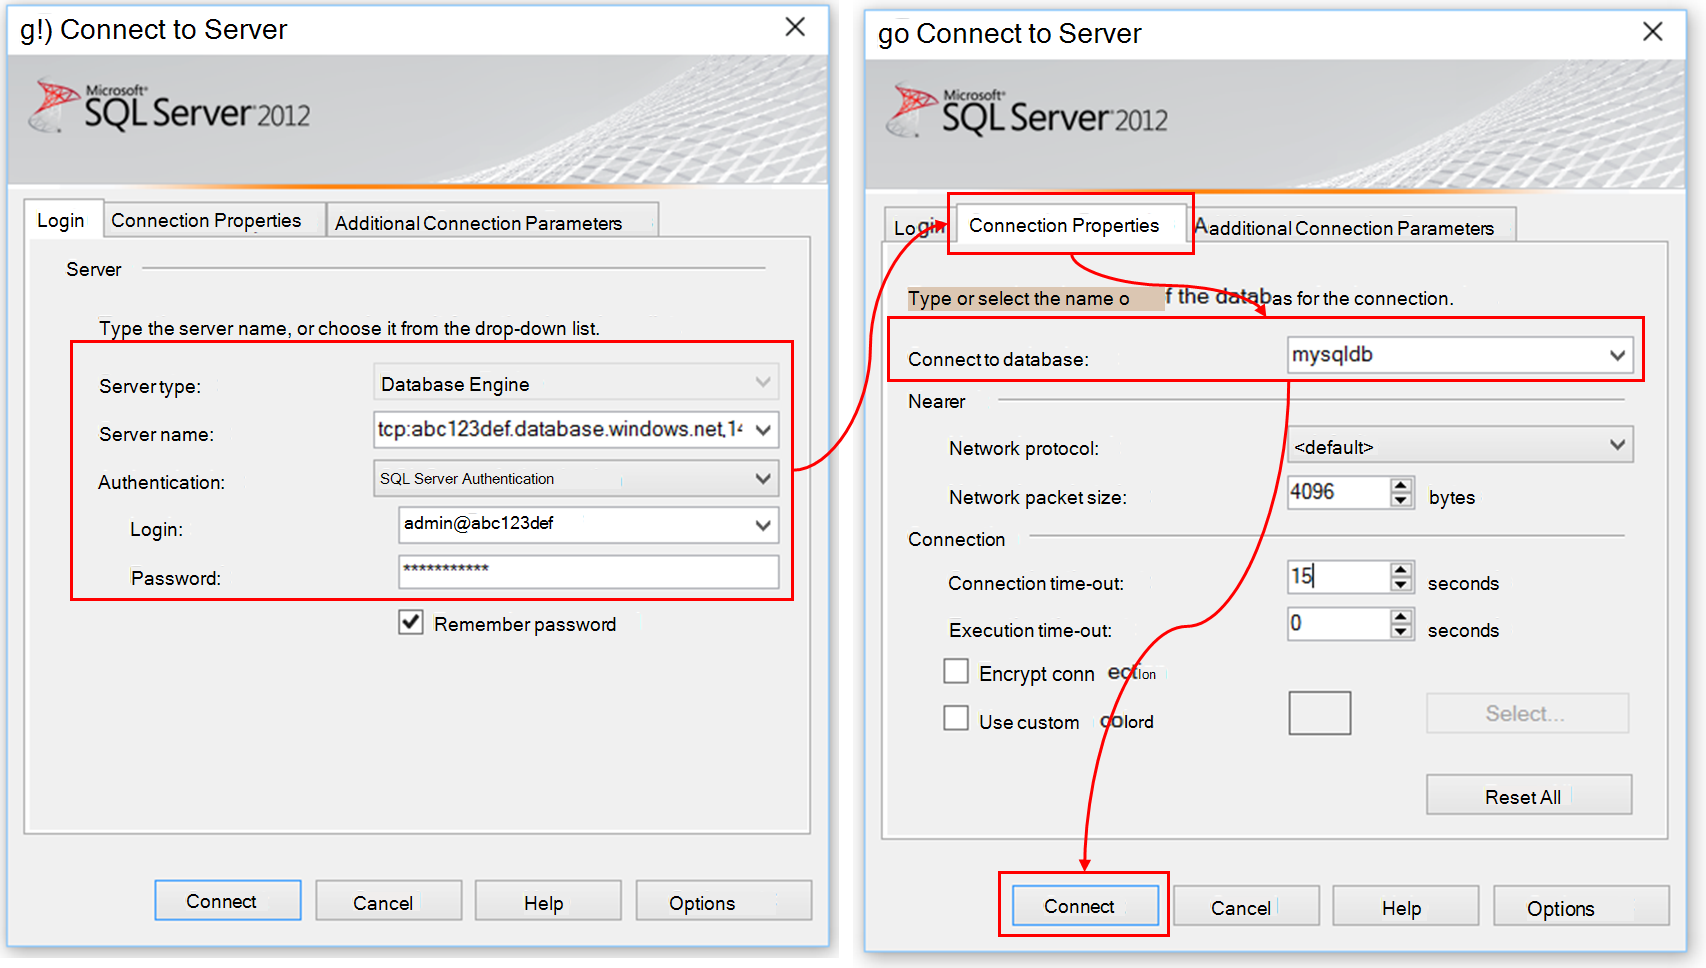 g!) Connect to Server
Microsoft®
SQL Server® 2012
Login
Connection Properties
Additional Connection Parameters
Server
Type the server name, or choose it from the drop-down list.
Server type:
Database Engine
Server name:
tcp:abc123def.database.windows.net,14
Authentication:
SQL Server Authentication
Login:
admin@abc123def
Password:
***********
Remember password
Connect
Cancel
Help
Options
go Connect to Server
Microsoft®
SQL Server® 2012
Login
Connection Properties
Aadditional Connection Parameters
Type or select the name o f the databas for the connection.
Connect to database:
mysqldb
Nearer
Network protocol:
<default>
Network packet size:
4096
bytes
Connection
Connection time-out:
15
seconds
Execution time-out:
0
seconds
Encrypt conn ection
Use custom colord
Select...
Reset All
Connect
Cancel
Help
Options